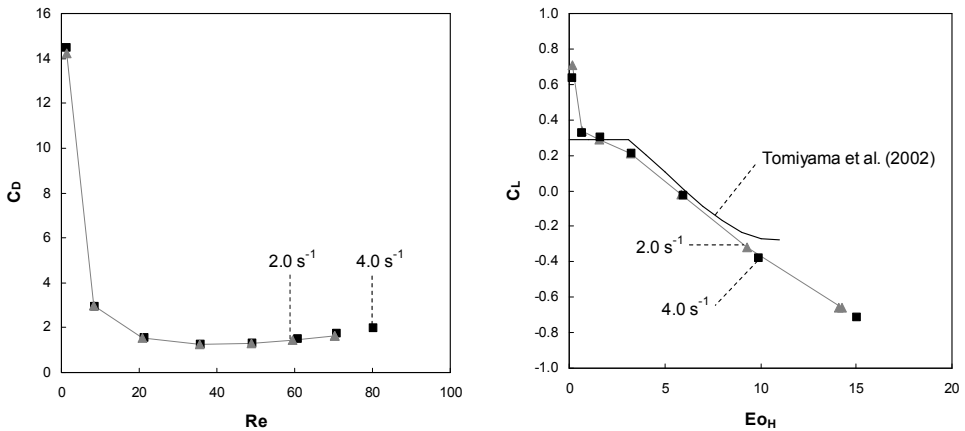 16
14
12
10
8
6
4
2
0
C_D
2.0 s⁻¹
4.0 s⁻¹
0 20 40 60 80 100
Re
1.0
0.8
0.6
0.4
0.2
0.0
-0.2
-0.4
-0.6
-0.8
-1.0
C_L
Tomiyama et al. (2002)
2.0 s⁻¹
4.0 s⁻¹
0 5 10 15 20
Eo_H